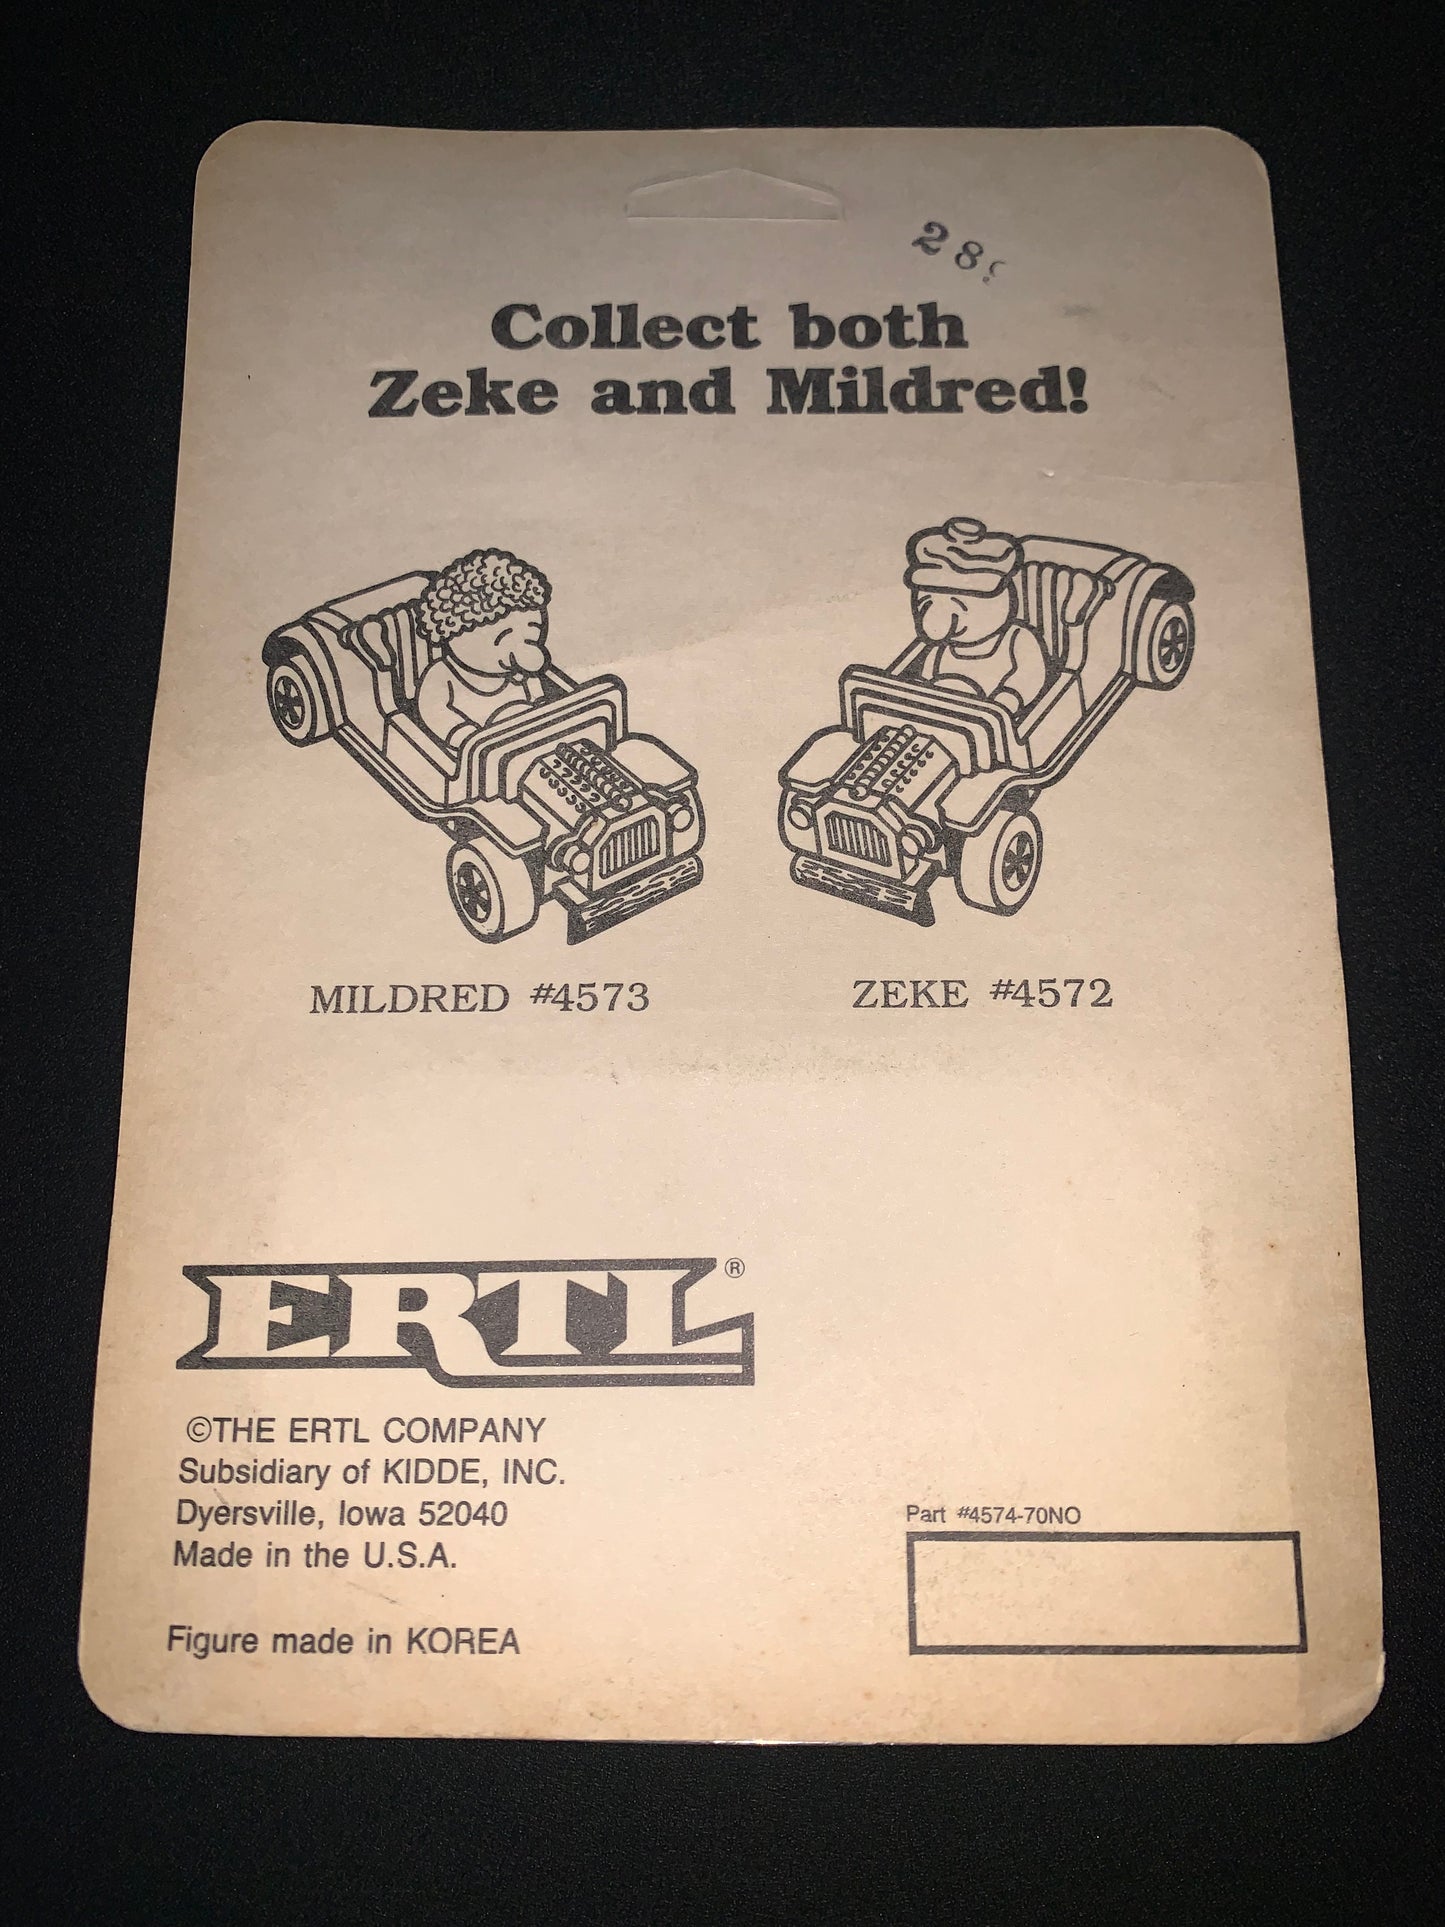 28
Collect both
Zeke and Mildred!
MILDRED #4573
ZEKE #4572
ERTL®
©THE ERTL COMPANY
Subsidiary of KIDDE, INC.
Dyersville, Iowa 52040
Made in the U.S.A.
Figure made in KOREA
Part #4574-70NO